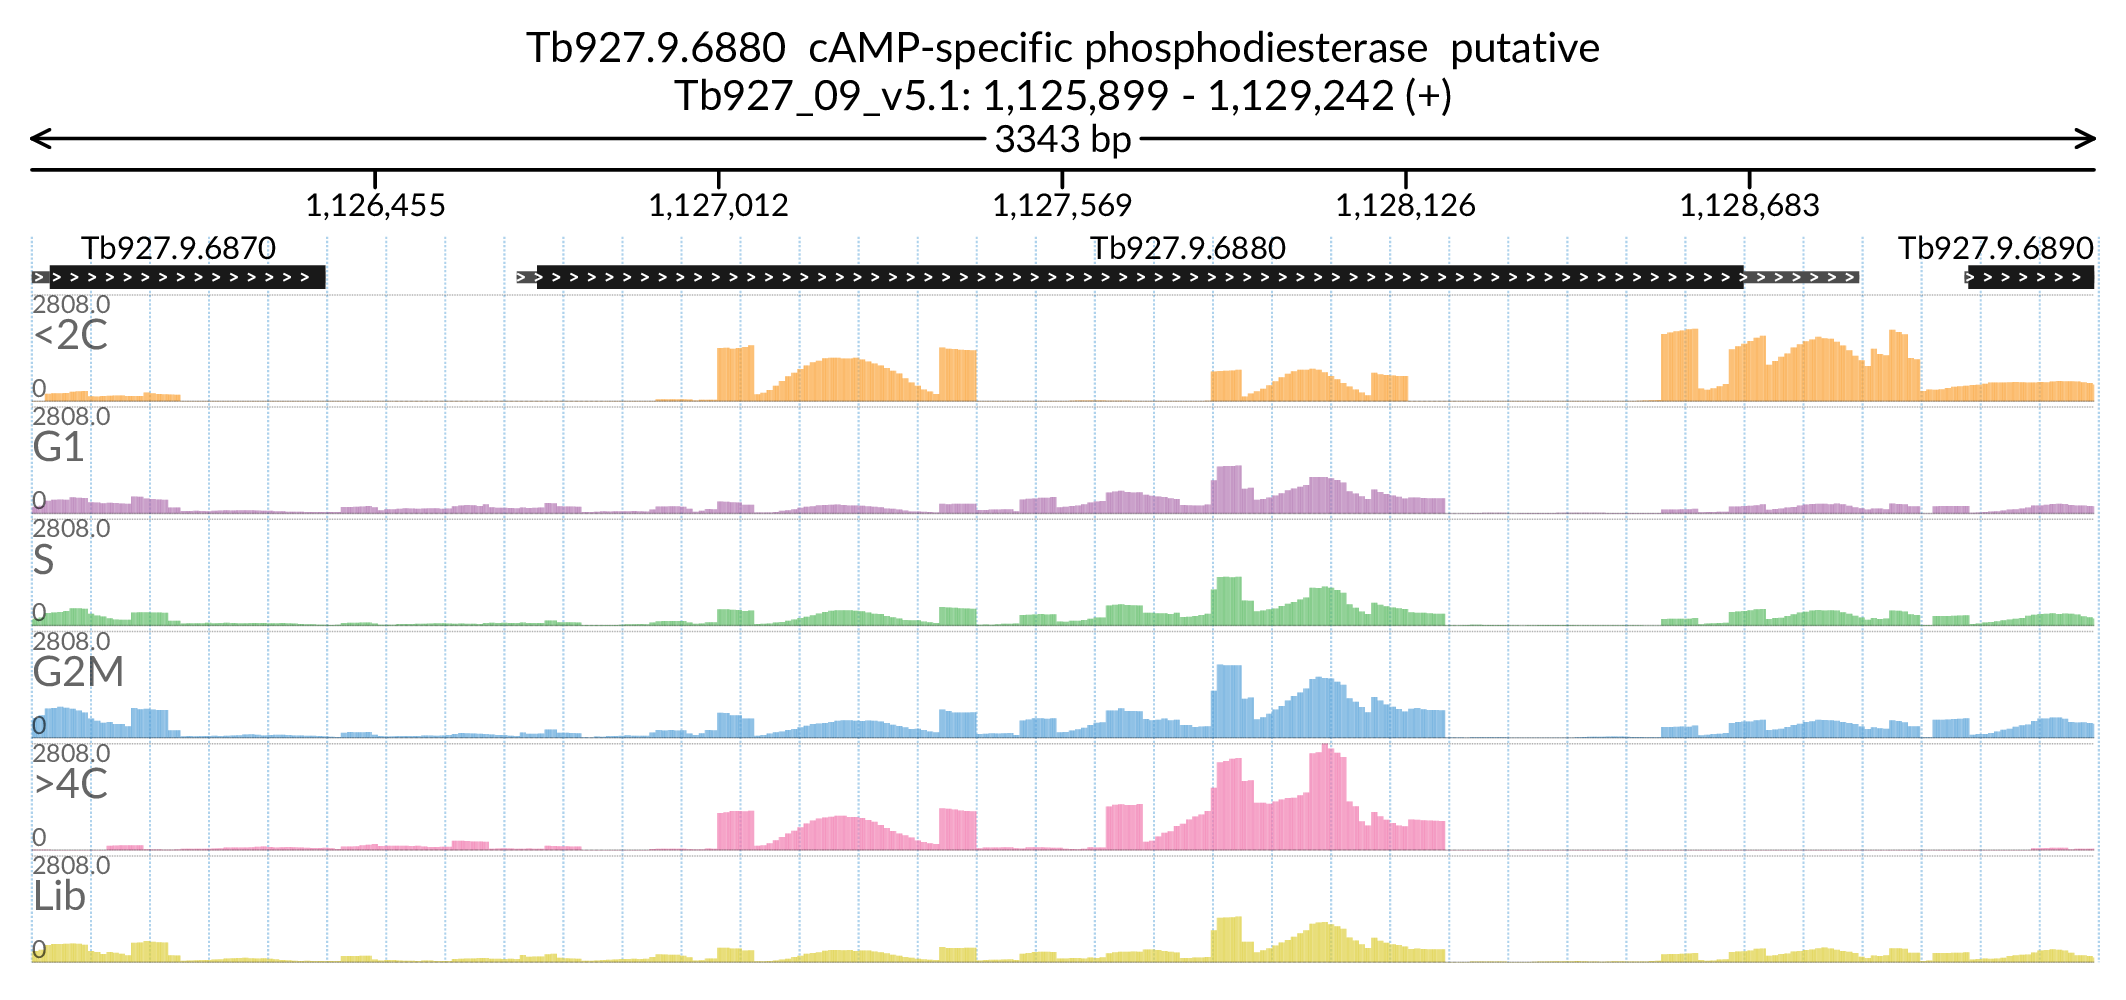 Tb927.9.6880 cAMP-specific phosphodiesterase putative
Tb927_09_v5.1: 1,125,899 - 1,129,242 (+)
3343 bp
1,126,455 1,127,012 1,127,569 1,128,126 1,128,683
Tb927.9.6870 Tb927.9.6880 Tb927.9.6890
2808.0
<2C
0
2808.0
G1
0
2808.0
S
0
2808.0
G2M
0
2808.0
>4C
0
2808.0
Lib
0